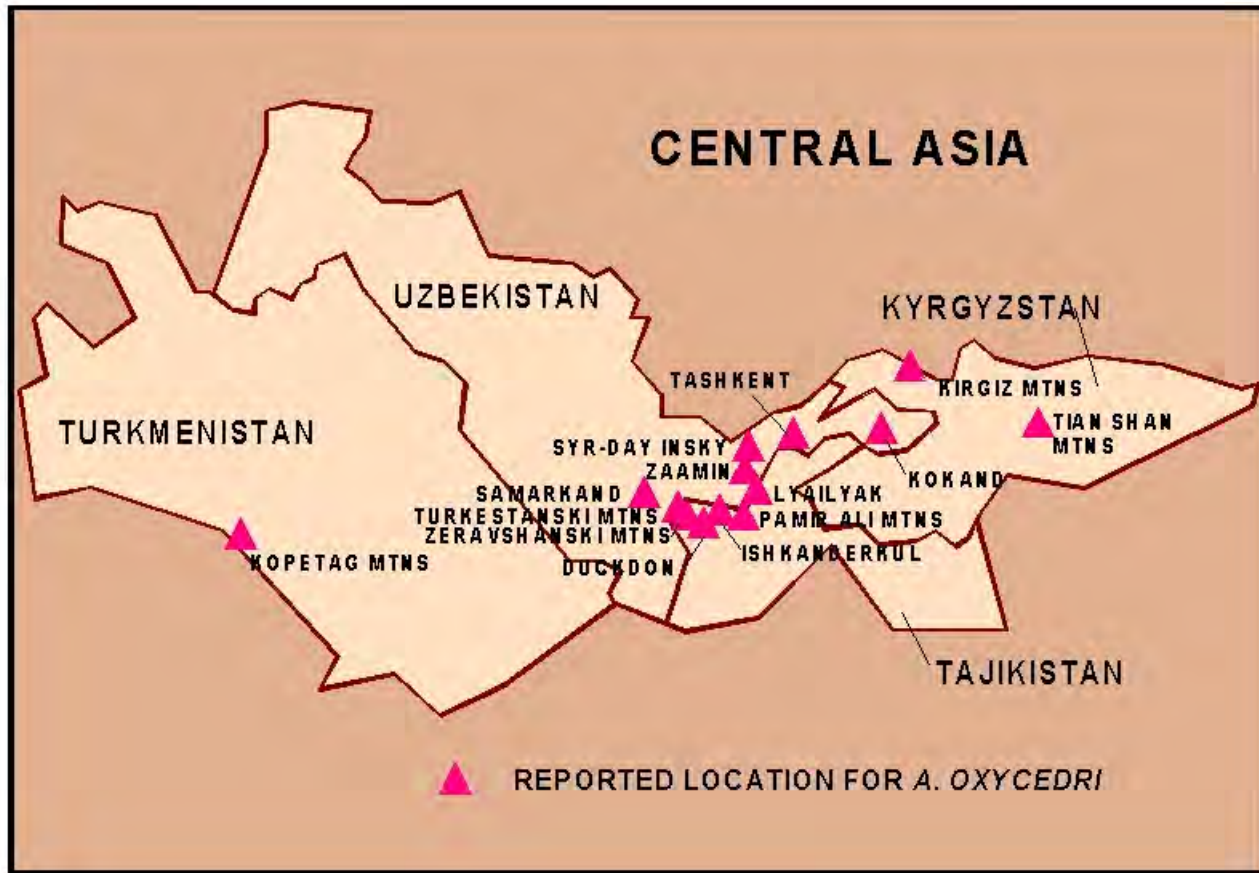 CENTRAL ASIA
UZBEKISTAN
KYRGYZSTAN
TASHKENT
KIRGIZ MTNS
TURKMENISTAN
TIAN SHAN
MTNS
SYR-DAY INSKY
ZAAMIN
KOKAND
SAMARKAND
LYAILYAK
TURKESTANSKI MTNS
PAMIR ALI MTNS
ZERAVSHANSKI MTNS
ISHKANDERKUL
KOPETAG MTNS
DUCKDON
TAJIKISTAN
REPORTED LOCATION FOR A. OXYCEDRI